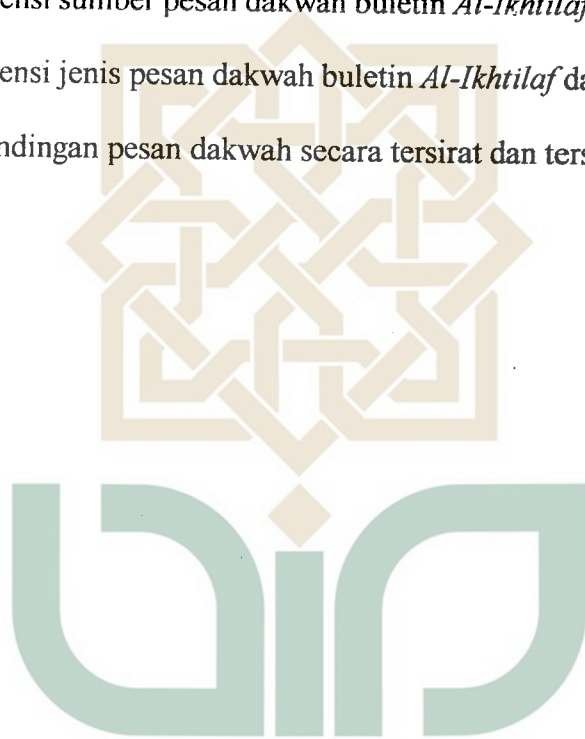 ensi sumber pesan dakwah buletin Al-Ikhtilaf
ensi jenis pesan dakwah buletin Al-Ikhtilaf da
ndingan pesan dakwah secara tersirat dan ters